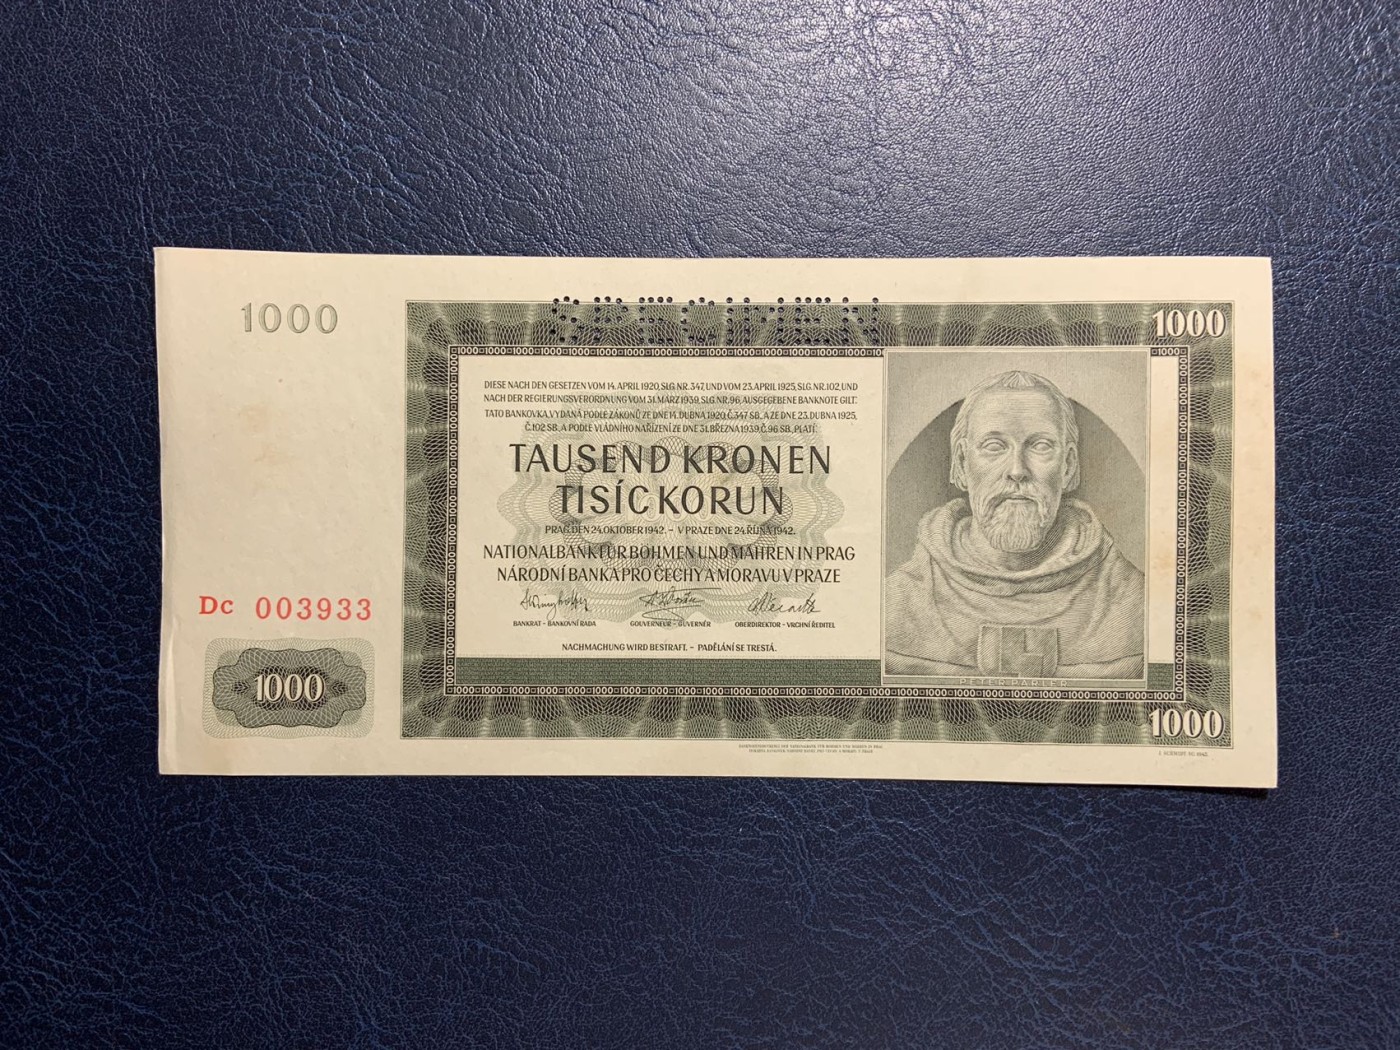 SPECIMEN
1000
1000
DIESE NACH DEN GESETZEN VOM 14. APRIL 1920, SLG. NR. 347, UND VOM 23. APRIL 1925, SLG. NR. 102, UND
NACH DER REGIERUNGSVERORDNUNG VOM 31. MÄRZ 1939, SLG. NR. 96, AUSGEGEBENE BANKNOTE GILT.
TATO BANKOVKA, VYDANÁ PODLE ZÁKONŮ ZE DNE 14. DUBNA 1920, Č. 347 SB., A ZE DNE 23. DUBNA 1925,
Č. 102 SB., A PODLE VLÁDNÍHO NAŘÍZENÍ ZE DNE 31. BŘEZNA 1939, Č. 96 SB., PLATÍ
TAUSEND KRONEN
TISÍC KORUN
PRAG, DEN 24. OKTOBER 1942. – V PRAZE DNE 24. ŘÍJNA 1942.
NATIONALBANK FÜR BÖHMEN UND MÄHREN IN PRAG
NÁRODNÍ BANKA PRO ČECHY A MORAVU V PRAZE
BANKRAT – BANKOVNÍ RADA GOUVERNEUR – GUVERNÉR OBERDIREKTOR – VRCHNÍ ŘEDITEL
NACHMACHUNG WIRD BESTRAFT. – PADĚLÁNÍ SE TRESTÁ.
Dc 003933
1000
PETER PARLER
1000